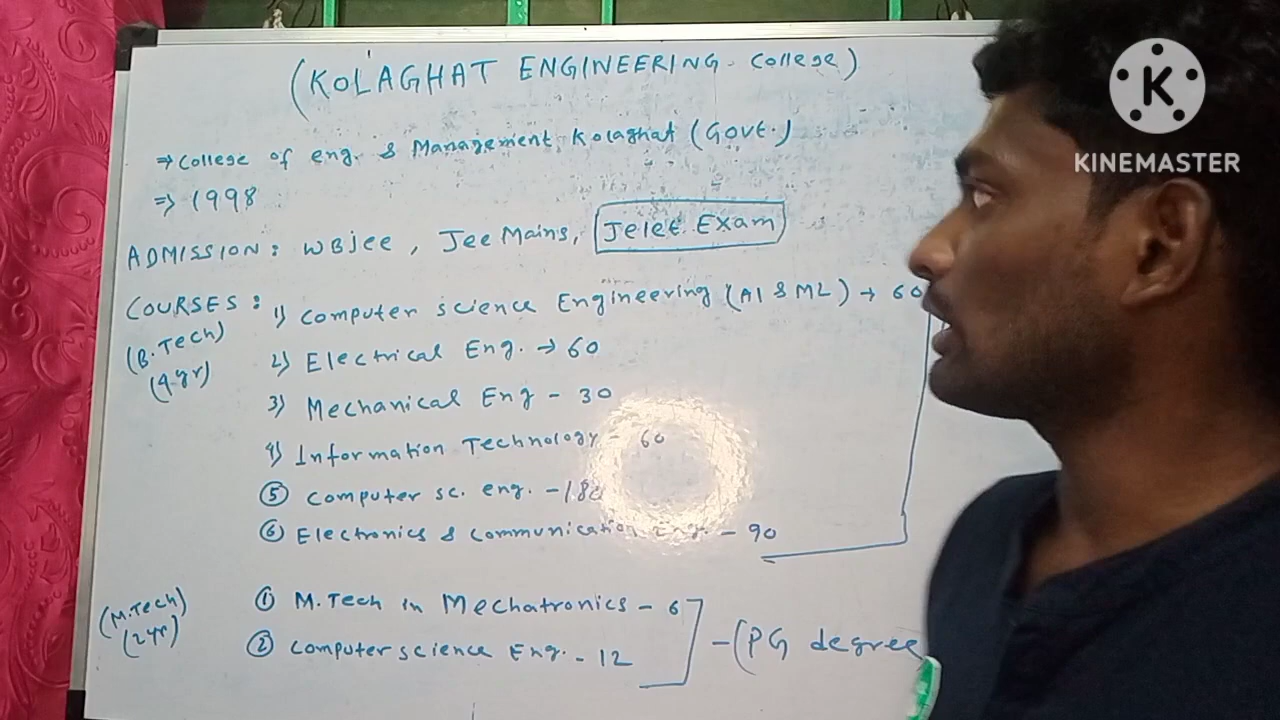 (KOLAGHAT ENGINEERING College)
K
KINEMASTER
⇒ College of eng. & Management, Kolaghat (Govt.)
⇒ 1998
ADMISSION: WBjee, Jee Mains, Jelet Exam
COURSES: 1) Computer science Engineering (AI & ML) → 60
(B.Tech) 2) Electrical Eng. → 60
(4yr) 3) Mechanical Eng - 30
4) Information Technology - 60
⑤ Computer sc. eng. -
⑥ Electronics & Communication Eng. - 90
(M.Tech) ① M.Tech in Mechatronics - 6
(2yr) ② Computer science Eng. - 12
- (PG degree